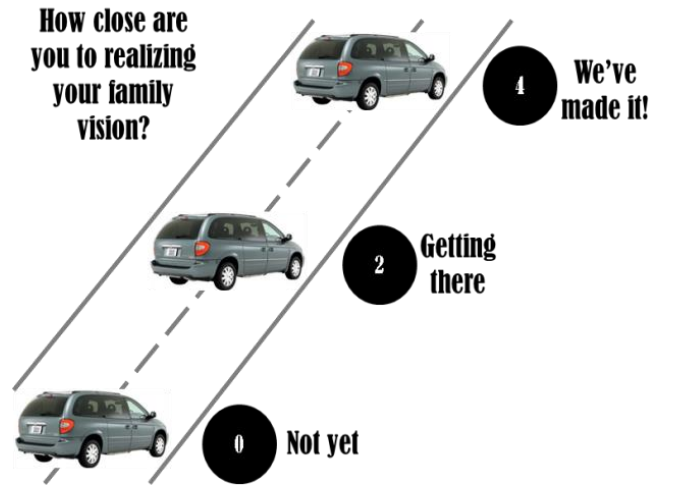 How close are
you to realizing
your family
vision?
4
We've
made it!
2
Getting
there
0
Not yet